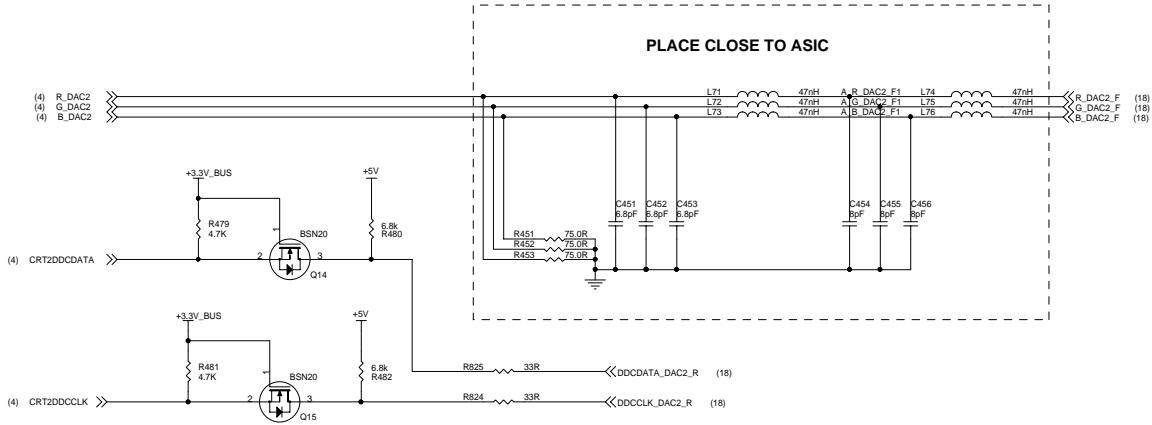 PLACE CLOSE TO ASIC
(4) R_DAC2
L71 47nH A_R_DAC2_F1 L74 47nH
R_DAC2_F (18)
(4) G_DAC2
L72 47nH A_G_DAC2_F1 L75 47nH
G_DAC2_F (18)
(4) B_DAC2
L73 47nH A_B_DAC2_F1 L76 47nH
B_DAC2_F (18)
+3.3V_BUS
+5V
R479
4.7K
6.8k
R480
BSN20
1
2
3
Q14
(4) CRT2DDCDATA
C451
6.8pF
C452
6.8pF
C453
6.8pF
C454
8pF
C455
8pF
C456
8pF
R451 75.0R
R452 75.0R
R453 75.0R
+3.3V_BUS
+5V
R481
4.7K
6.8k
R482
BSN20
1
2
3
Q15
(4) CRT2DDCCLK
R825 33R
DDCDATA_DAC2_R (18)
R824 33R
DDCCLK_DAC2_R (18)